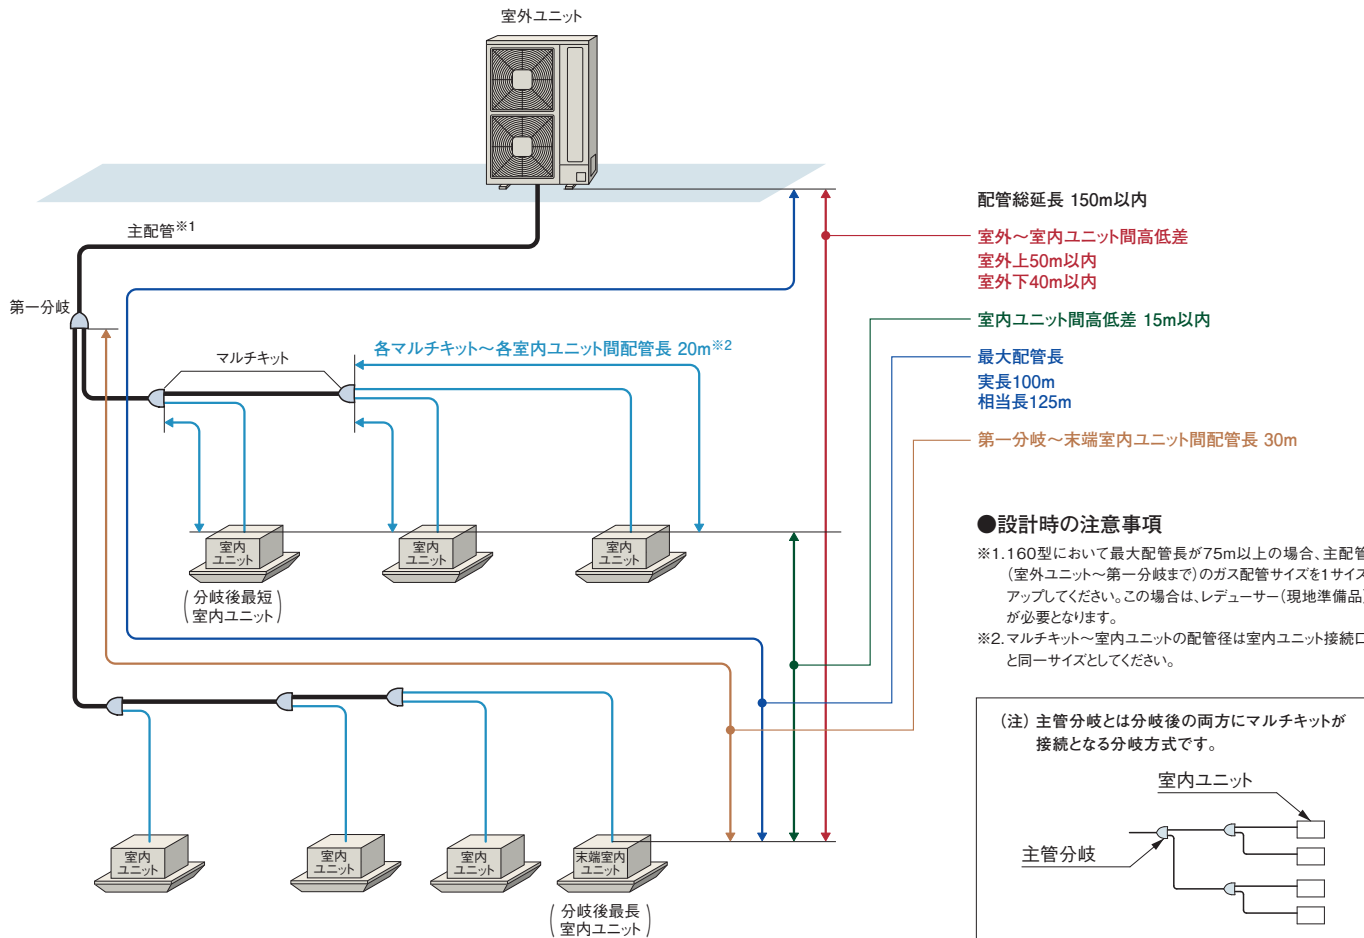 室外ユニット
主配管※1
第一分岐
マルチキット
各マルチキット～各室内ユニット間配管長 20m※2
室内
ユニット
(分岐後最短
室内ユニット)
室内
ユニット
室内
ユニット
室内
ユニット
室内
ユニット
室内
ユニット
末端室内
ユニット
(分岐後最長
室内ユニット)
配管総延長 150m以内
室外～室内ユニット間高低差
室外上50m以内
室外下40m以内
室内ユニット間高低差 15m以内
最大配管長
実長100m
相当長125m
第一分岐～末端室内ユニット間配管長 30m
●設計時の注意事項
※1.160型において最大配管長が75m以上の場合、主配管
(室外ユニット～第一分岐まで)のガス配管サイズを1サイズ
アップしてください。この場合は、レデューサー(現地準備品)
が必要となります。
※2.マルチキット～室内ユニットの配管径は室内ユニット接続口
と同一サイズとしてください。
(注) 主管分岐とは分岐後の両方にマルチキットが
接続となる分岐方式です。
室内ユニット
主管分岐